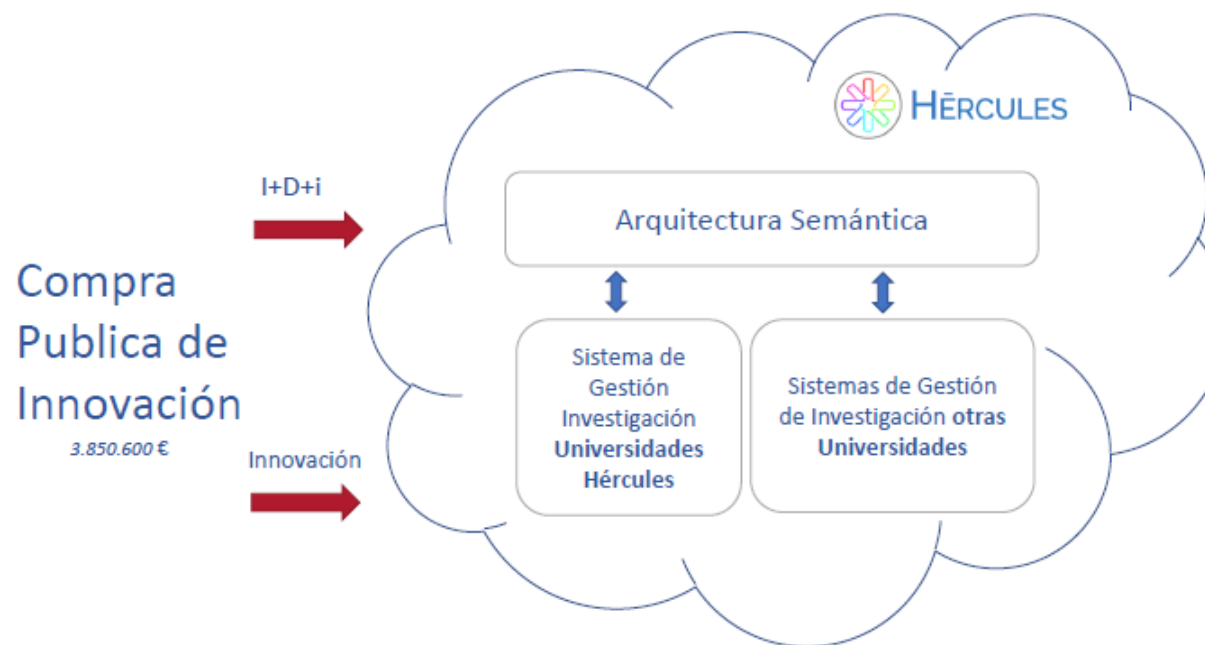 HĒRCULES
I+D+i
Arquitectura Semántica
Compra
Publica de
Innovación
3.850.600 €
Innovación
Sistema de
Gestión
Investigación
Universidades
Hércules
Sistemas de Gestión
de Investigación otras
Universidades